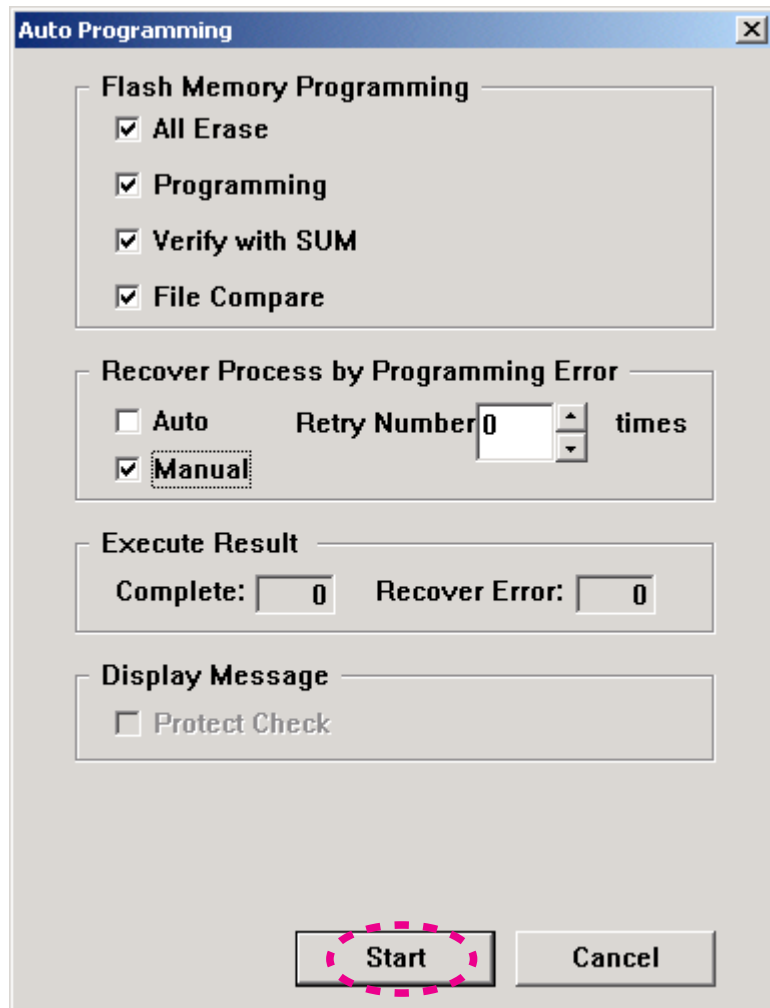 Auto Programming
Flash Memory Programming
All Erase
Programming
Verify with SUM
File Compare
Recover Process by Programming Error
Auto Retry Number 0 times
Manual
Execute Result
Complete: 0 Recover Error: 0
Display Message
Protect Check
Start Cancel